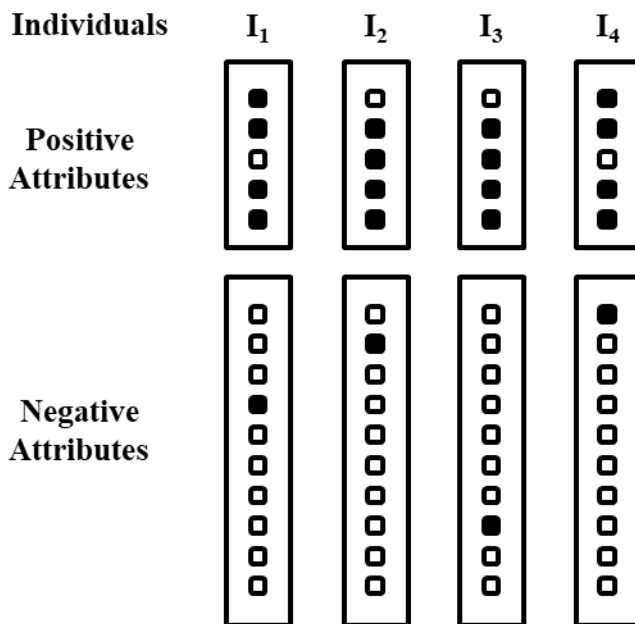 Individuals I₁ I₂ I₃ I₄
Positive
Attributes
Negative
Attributes